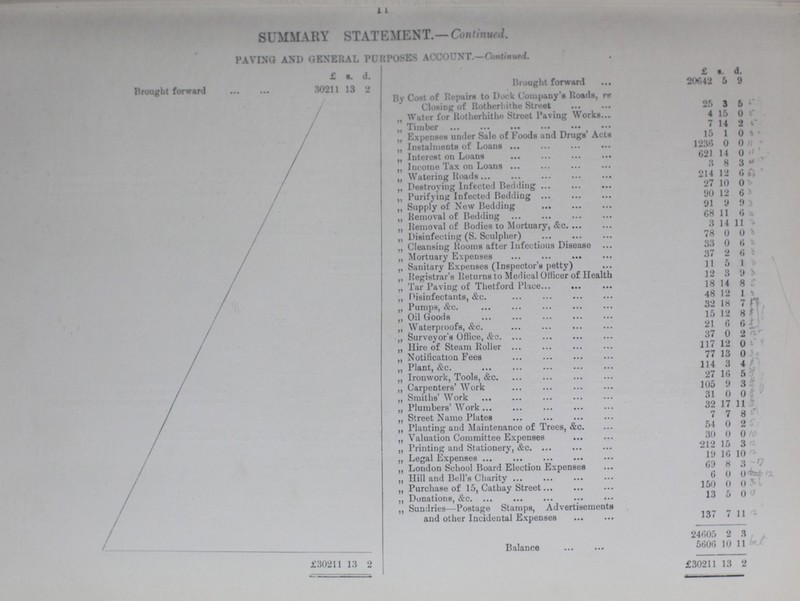 11
SUMMARY STATEMENT.—Continued.
PAVING AND GENERAL PURPOSES ACCOUNT.—Continued.
£ s. d.
Brought forward ... ... 30211 13 2
£30211 13 2
£ s. d.
Brought forward ... 20642 5 9
By Cost of Repairs to Dock Company's Roads, re
Closing of Rotherhithe Street ... ... 25 3 5
„ Water for Rotherhithe Street Paving Works... 4 15 0
„ Timber ... ... ... ... ... ... 7 14 2
„ Expenses under Sale of Foods and Drugs' Acts 15 1 0
„ Instalments of Loans ... ... ... ... 1236 0 0
„ Interest on Loans ... ... ... ... 621 14 0
„ Income Tax on Loans ... ... ... ... 3 8 3
„ Watering Roads ... ... ... ... ... 214 12 6
„ Destroying Infected Bedding ... ... ... 27 10 0
„ Purifying Infected Bedding ... ... ... 90 12 6
„ Supply of New Bedding ... ... ... 91 9 9
„ Removal of Bedding ... ... ... ... 68 11 6
„ Removal of Bodies to Mortuary, &c. ... ... 3 14 11
„ Disinfecting (S. Sculpher) ... ... ... 78 0 0
„ Cleansing Rooms after Infectious Disease ... 33 0 6
„ Mortuary Expenses ... ... ... ... 37 2 6
„ Sanitary Expenses (Inspector's petty) ... 11 5 1
„ Registrar's Returns to Medical Officer of Health 12 3 9
„ Tar Paving of Thetford Place... ... ... 18 14 8
„ Disinfectants, &c. ... ... ... ... 48 12 1
„ Pumps, &c. ... ... ... ... ... 32 18 7
„ Oil Goods ... ... ... ... ... 15 12 8
„ Waterproofs, &c. ... ... ... ... 21 6 6
„ Surveyor's Office, &c. ... ... ... ... 37 0 2
„ Hire of Steam Roller ... ... ... ... 117 12 0
„ Notification Fees ... ... ... ... 77 13 0
„ Plant, &c. ... ... ... ... ... 114 3 4
„ Ironwork, Tools, &c. ... ... ... ... 27 16 5
„ Carpenters' Work ... ... ... ... 105 9 3
„ Smiths' Work ... ... ... ... ... 31 0 0
„ Plumbers' Work ... ... ... ... ... 32 17 11
„ Street Name Plates ... ... ... ... 7 7 8
„ Planting and Maintenance of Trees, &c. ... 54 0 2
„ Valuation Committee Expenses ... ... 30 0 0
„ Printing and Stationery, &c. ... ... ... 212 15 3
„ Legal Expenses ... ... ... ... ... 19 16 10
„ London School Board Election Expenses ... 69 8 3
„ Hill and Bell's Charity ... ... ... ... 6 0 0
„ Purchase of 15, Cathay Street ... ... ... 150 0 0
„ Donations, &c. ... ... ... ... ... 13 5 0
„ Sundries—Postage Stamps, Advertisements
and other Incidental Expenses ... ... 137 7 11
24605 2 3
Balance ... ... 5606 10 11
£30211 13 2